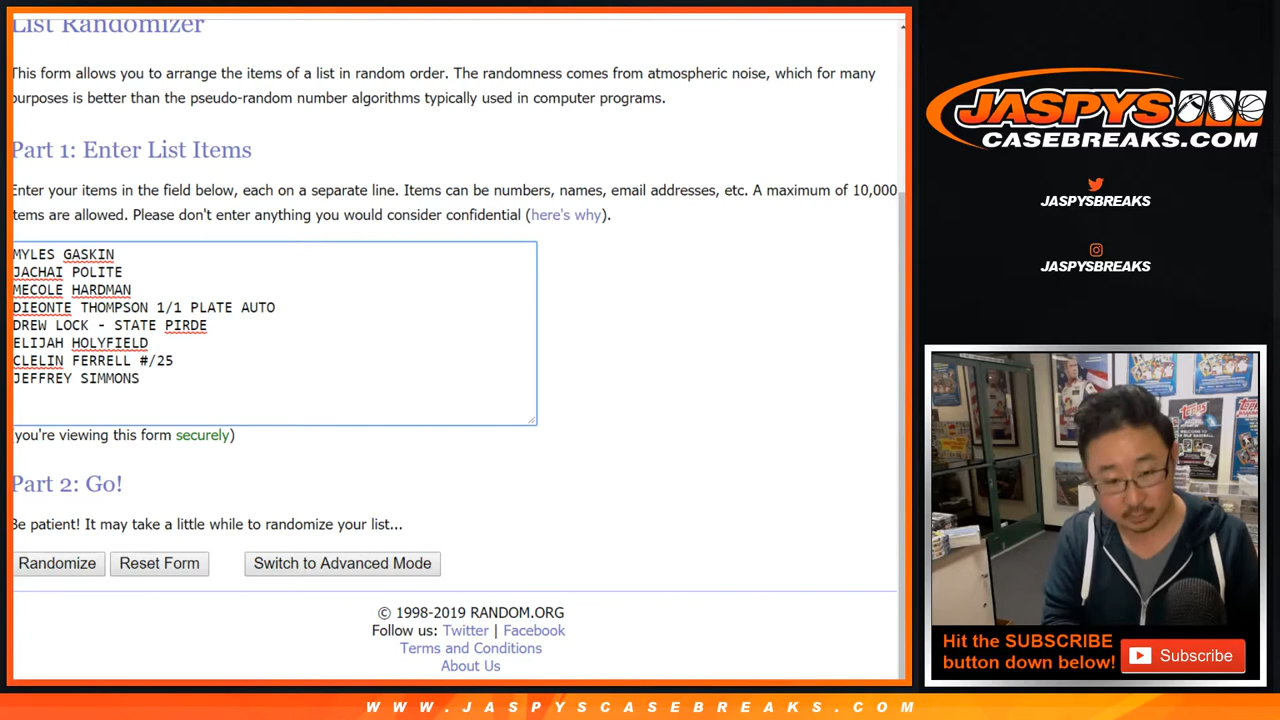 List Randomizer
This form allows you to arrange the items of a list in random order. The randomness comes from atmospheric noise, which for many
purposes is better than the pseudo-random number algorithms typically used in computer programs.
Part 1: Enter List Items
Enter your items in the field below, each on a separate line. Items can be numbers, names, email addresses, etc. A maximum of 10,000
items are allowed. Please don't enter anything you would consider confidential (here's why).
MYLES GASKIN
JACHAI POLITE
MECOLE HARDMAN
DIEONTE THOMPSON 1/1 PLATE AUTO
DREW LOCK - STATE PIRDE
ELIJAH HOLYFIELD
CLELIN FERRELL #/25
JEFFREY SIMMONS
(you're viewing this form securely)
Part 2: Go!
Be patient! It may take a little while to randomize your list...
Randomize Reset Form Switch to Advanced Mode
© 1998-2019 RANDOM.ORG
Follow us: Twitter | Facebook
Terms and Conditions
About Us
JASPYS
CASEBREAKS.COM
JASPYSBREAKS
JASPYSBREAKS
Hit the SUBSCRIBE
button down below!
Subscribe
WWW.JASPYSCASEBREAKS.COM